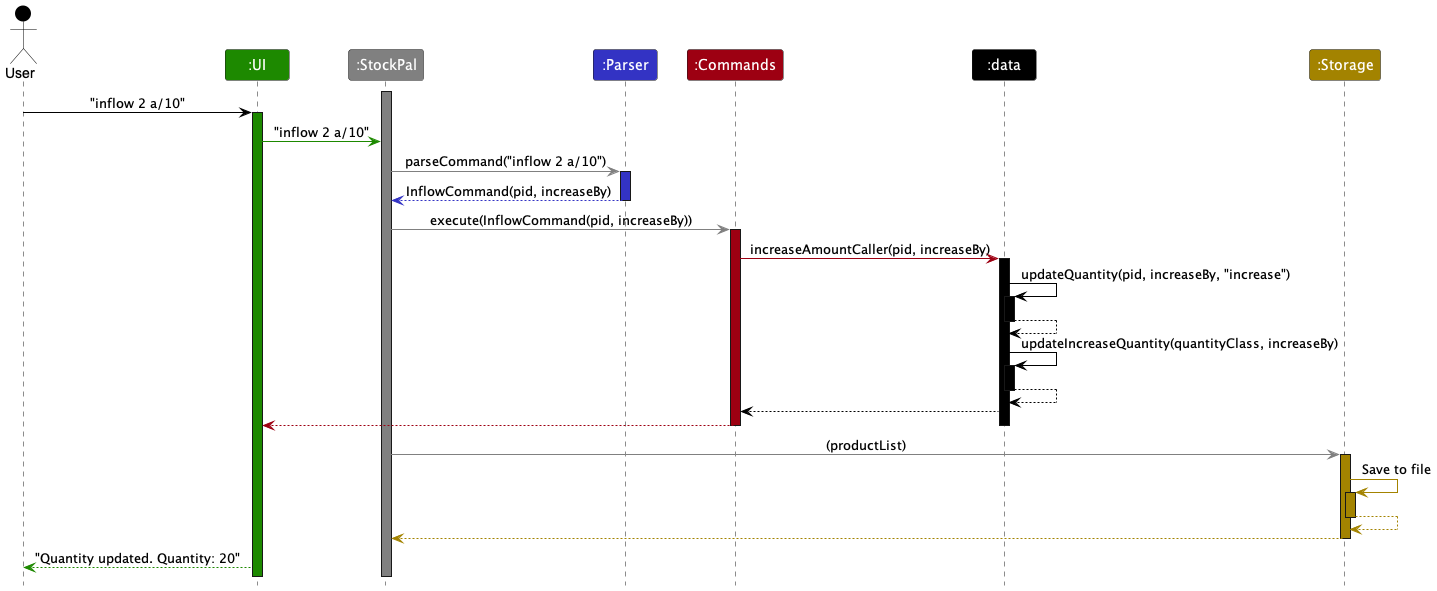 User
:UI
:StockPal
:Parser
:Commands
:data
:Storage
"inflow 2 a/10"
"inflow 2 a/10"
parseCommand("inflow 2 a/10")
InflowCommand(pid, increaseBy)
execute(InflowCommand(pid, increaseBy))
increaseAmountCaller(pid, increaseBy)
updateQuantity(pid, increaseBy, "increase")
updateIncreaseQuantity(quantityClass, increaseBy)
(productList)
Save to file
"Quantity updated. Quantity: 20"